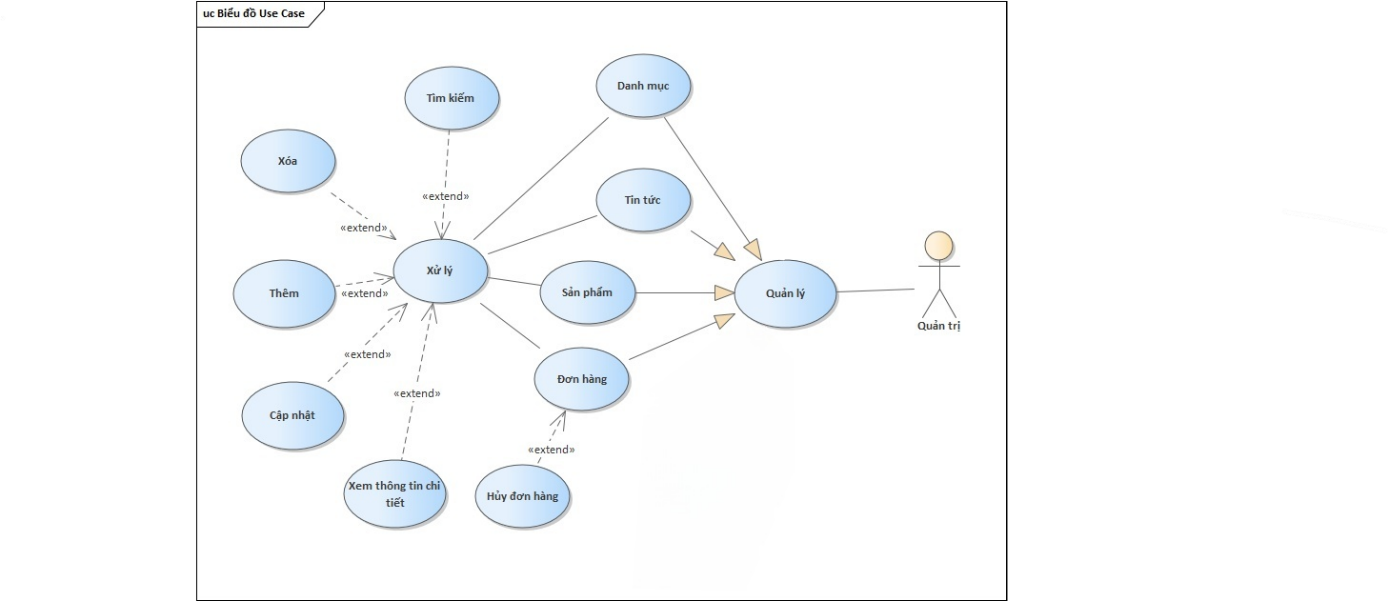 uc Biểu đồ Use Case
Tìm kiếm
Danh mục
Xóa
Tin tức
«extend»
«extend»
Xử lý
Thêm
«extend»
Sản phẩm
Quản lý
Quản trị
«extend»
Đơn hàng
«extend»
Cập nhật
«extend»
Xem thông tin chi
tiết
Hủy đơn hàng